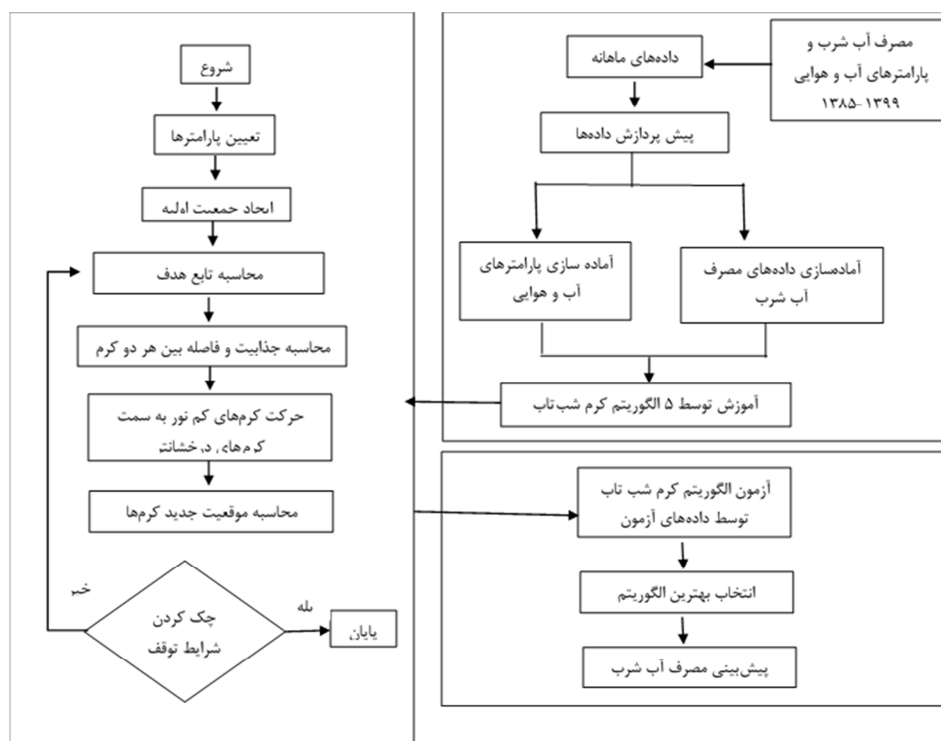 مصرف آب شرب و
پارامترهای آب و هوایی
۱۳۸۵-۱۳۹۹
داده‌های ماهانه
پیش پردازش داده‌ها
آماده‌سازی داده‌های مصرف
آب شرب
آماده سازی پارامترهای
آب و هوایی
آموزش توسط ۵ الگوریتم کرم شب‌تاب
شروع
تعیین پارامترها
ایجاد جمعیت اولیه
محاسبه تابع هدف
محاسبه جذابیت و فاصله بین هر دو کرم
حرکت کرم‌های کم نور به سمت
کرم‌های درخشانتر
محاسبه موقعیت جدید کرم‌ها
چک کردن
شرایط توقف
خیر
بله
پایان
آزمون الگوریتم کرم شب تاب
توسط داده‌های آزمون
انتخاب بهترین الگوریتم
پیش‌بینی مصرف آب شرب